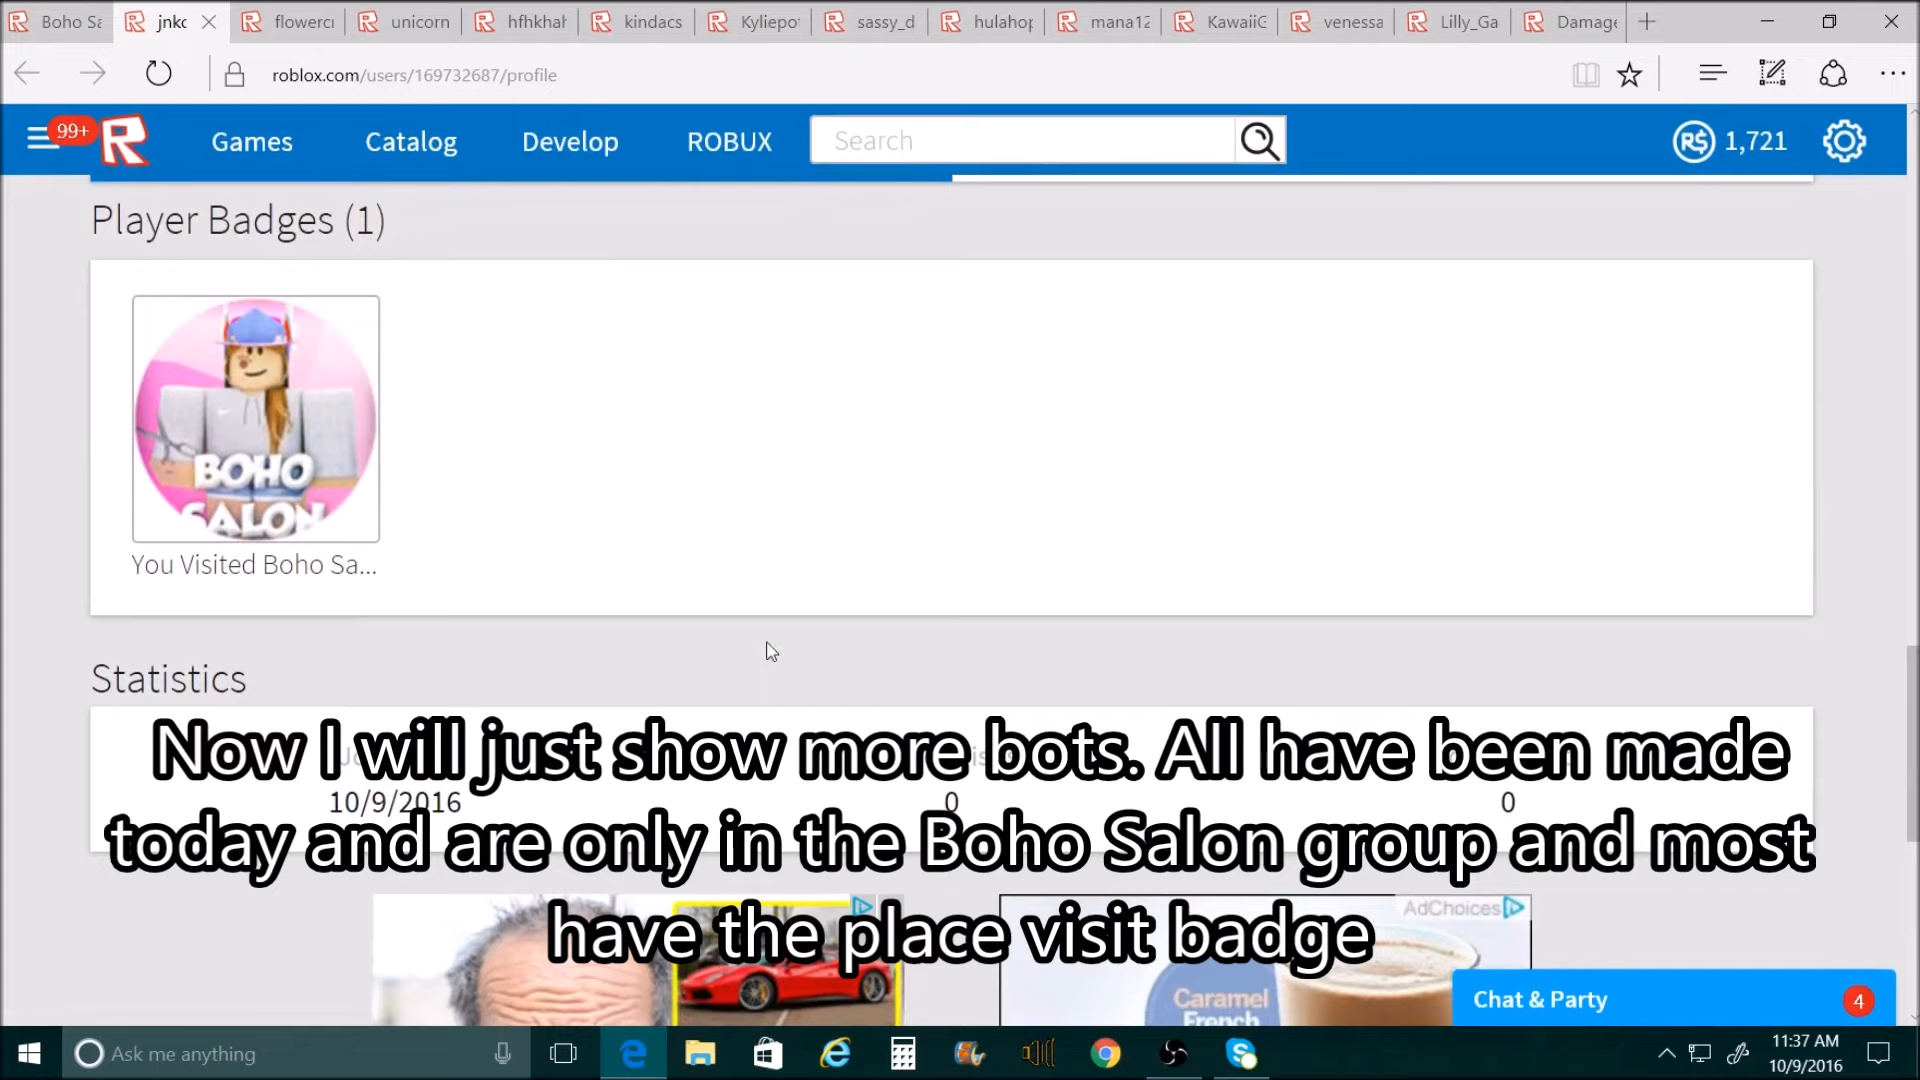 Boho Sa
jnkc
flowerc
unicorn
hfhkhah
kindacs
Kyliepo
sassy_d
hulahop
mana12
KawaiiG
venessa
Lilly_Ga
Damage
roblox.com/users/169732687/profile
99+
Games
Catalog
Develop
ROBUX
Search
R$ 1,721
Player Badges (1)
BOHO
SALON
You Visited Boho Sa...
Statistics
Now I will just show more bots. All have been made
10/9/2016
0
0
today and are only in the Boho Salon group and most
have the place visit badge
AdChoices
Caramel
French
Chat & Party
4
Ask me anything
11:37 AM
10/9/2016